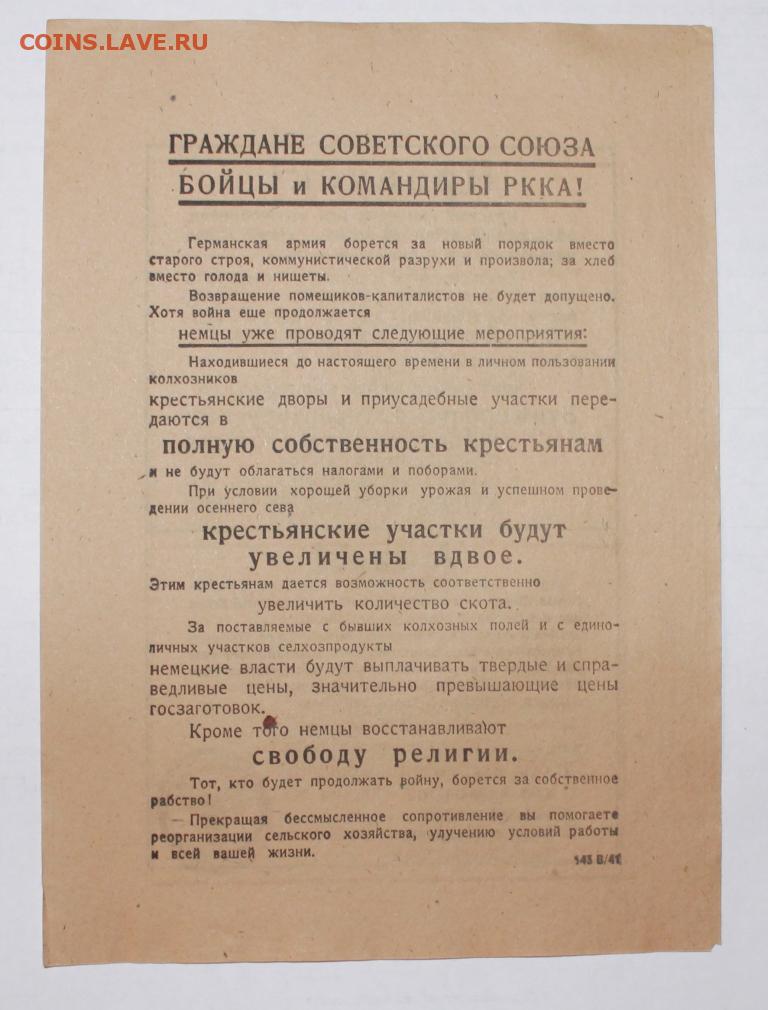 COINS.LAVE.RU
ГРАЖДАНЕ СОВЕТСКОГО СОЮЗА
БОЙЦЫ и КОМАНДИРЫ РККА!
Германская армия борется за новый порядок вместо
старого строя, коммунистической разрухи и произвола; за хлеб
вместо голода и нищеты.
Возвращение помещиков-капиталистов не будет допущено.
Хотя война еще продолжается
немцы уже проводят следующие мероприятия:
Находившиеся до настоящего времени в личном пользовании
колхозников
крестьянские дворы и приусадебные участки пере-
даются в
полную собственность крестьянам
и не будут облагаться налогами и поборами.
При условии хорошей уборки урожая и успешном прове-
дении осеннего сева
крестьянские участки будут
увеличены вдвое.
Этим крестьянам дается возможность соответственно
увеличить количество скота.
За поставляемые с бывших колхозных полей и с едино-
личных участков селхозпродукты
немецкие власти будут выплачивать твердые и спра-
ведливые цены, значительно превышающие цены
госзаготовок.
Кроме того немцы восстанавливают
свободу религии.
Тот, кто будет продолжать войну, борется за собственное
рабство!
— Прекращая бессмысленное сопротивление вы помогаете
реорганизации сельского хозяйства, улучению условий работы
и всей вашей жизни.
143 B/41